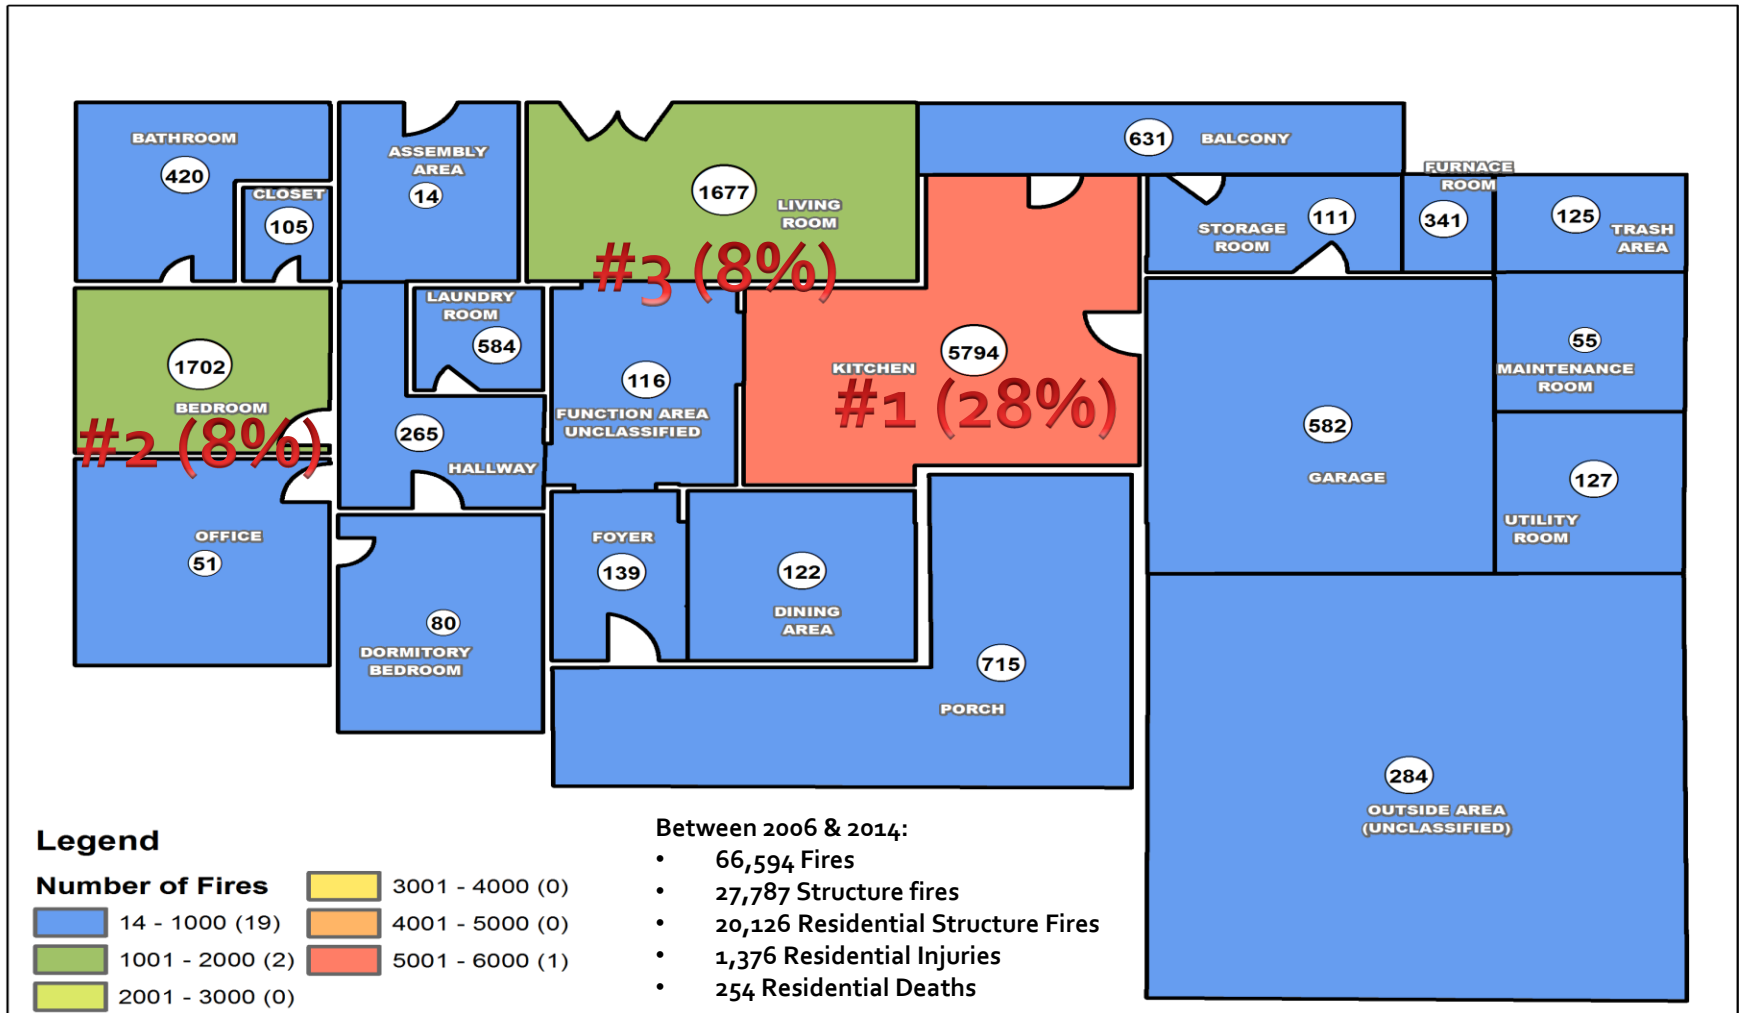 BATHROOM
420
CLOSET
105
ASSEMBLY
AREA
14
1677
LIVING
ROOM
#3 (8%)
631
BALCONY
FURNACE
ROOM
341
STORAGE
ROOM
111
125
TRASH
AREA
1702
BEDROOM
#2 (8%)
LAUNDRY
ROOM
584
265
HALLWAY
116
FUNCTION AREA
UNCLASSIFIED
KITCHEN
5794
#1 (28%)
582
GARAGE
55
MAINTENANCE
ROOM
127
UTILITY
ROOM
OFFICE
51
80
DORMITORY
BEDROOM
FOYER
139
122
DINING
AREA
715
PORCH
284
OUTSIDE AREA
(UNCLASSIFIED)
Legend
Number of Fires
14 - 1000 (19)
1001 - 2000 (2)
2001 - 3000 (0)
3001 - 4000 (0)
4001 - 5000 (0)
5001 - 6000 (1)
Between 2006 & 2014:
• 66,594 Fires
• 27,787 Structure fires
• 20,126 Residential Structure Fires
• 1,376 Residential Injuries
• 254 Residential Deaths